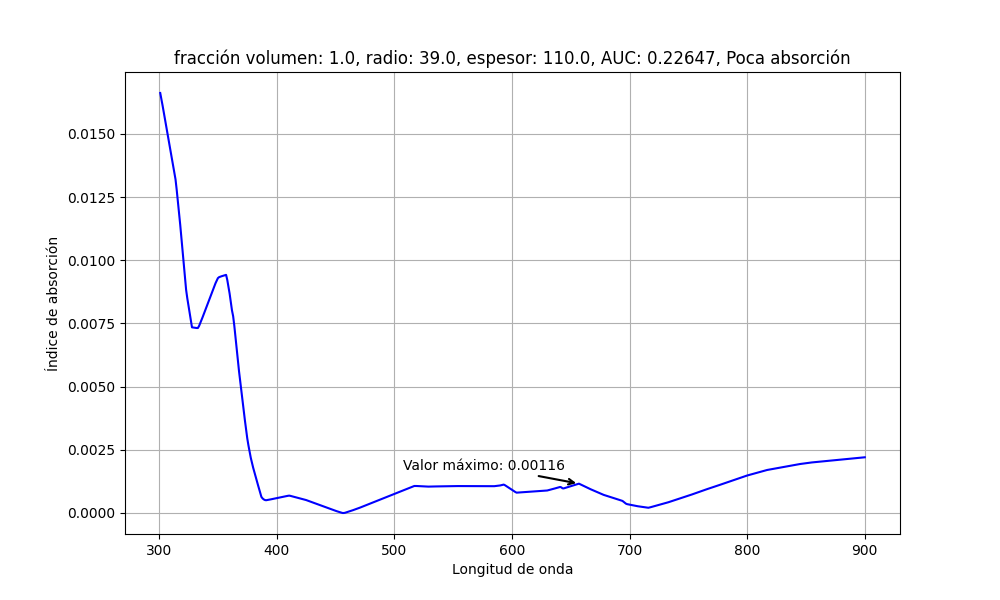 fracción volumen: 1.0, radio: 39.0, espesor: 110.0, AUC: 0.22647, Poca absorción
0.0150
0.0125
0.0100
0.0075
0.0050
0.0025
0.0000
Índice de absorción
Valor máximo: 0.00116
300 400 500 600 700 800 900
Longitud de onda